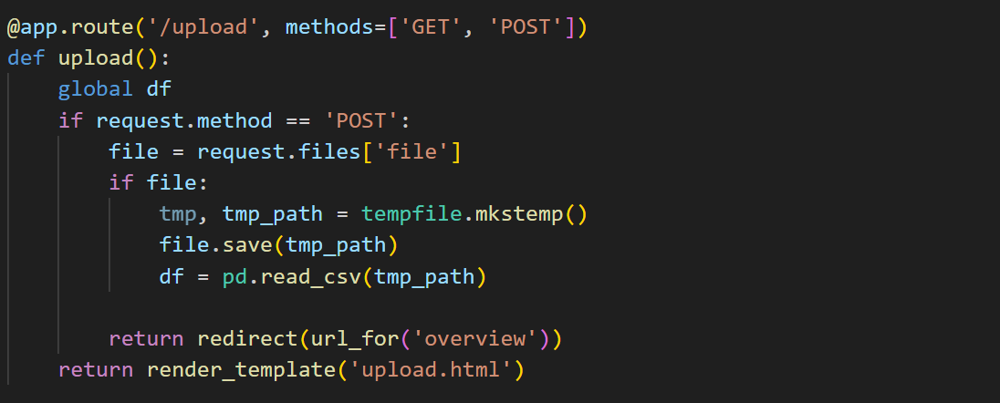 @app.route('/upload', methods=['GET', 'POST'])
def upload():
    global df
    if request.method == 'POST':
        file = request.files['file']
        if file:
            tmp, tmp_path = tempfile.mkstemp()
            file.save(tmp_path)
            df = pd.read_csv(tmp_path)

        return redirect(url_for('overview'))
    return render_template('upload.html')